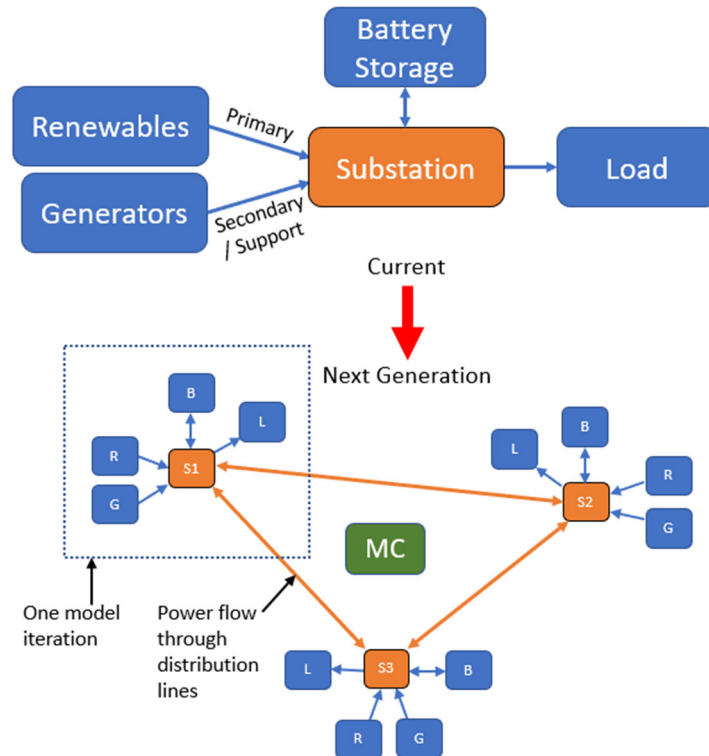 Battery
Storage
Renewables
Primary
Substation
Load
Generators
Secondary
/ Support
Current
Next Generation
B
L
R
S1
G
B
L
R
S2
G
MC
One model
iteration
Power flow
through
distribution
lines
L
S3
B
R
G